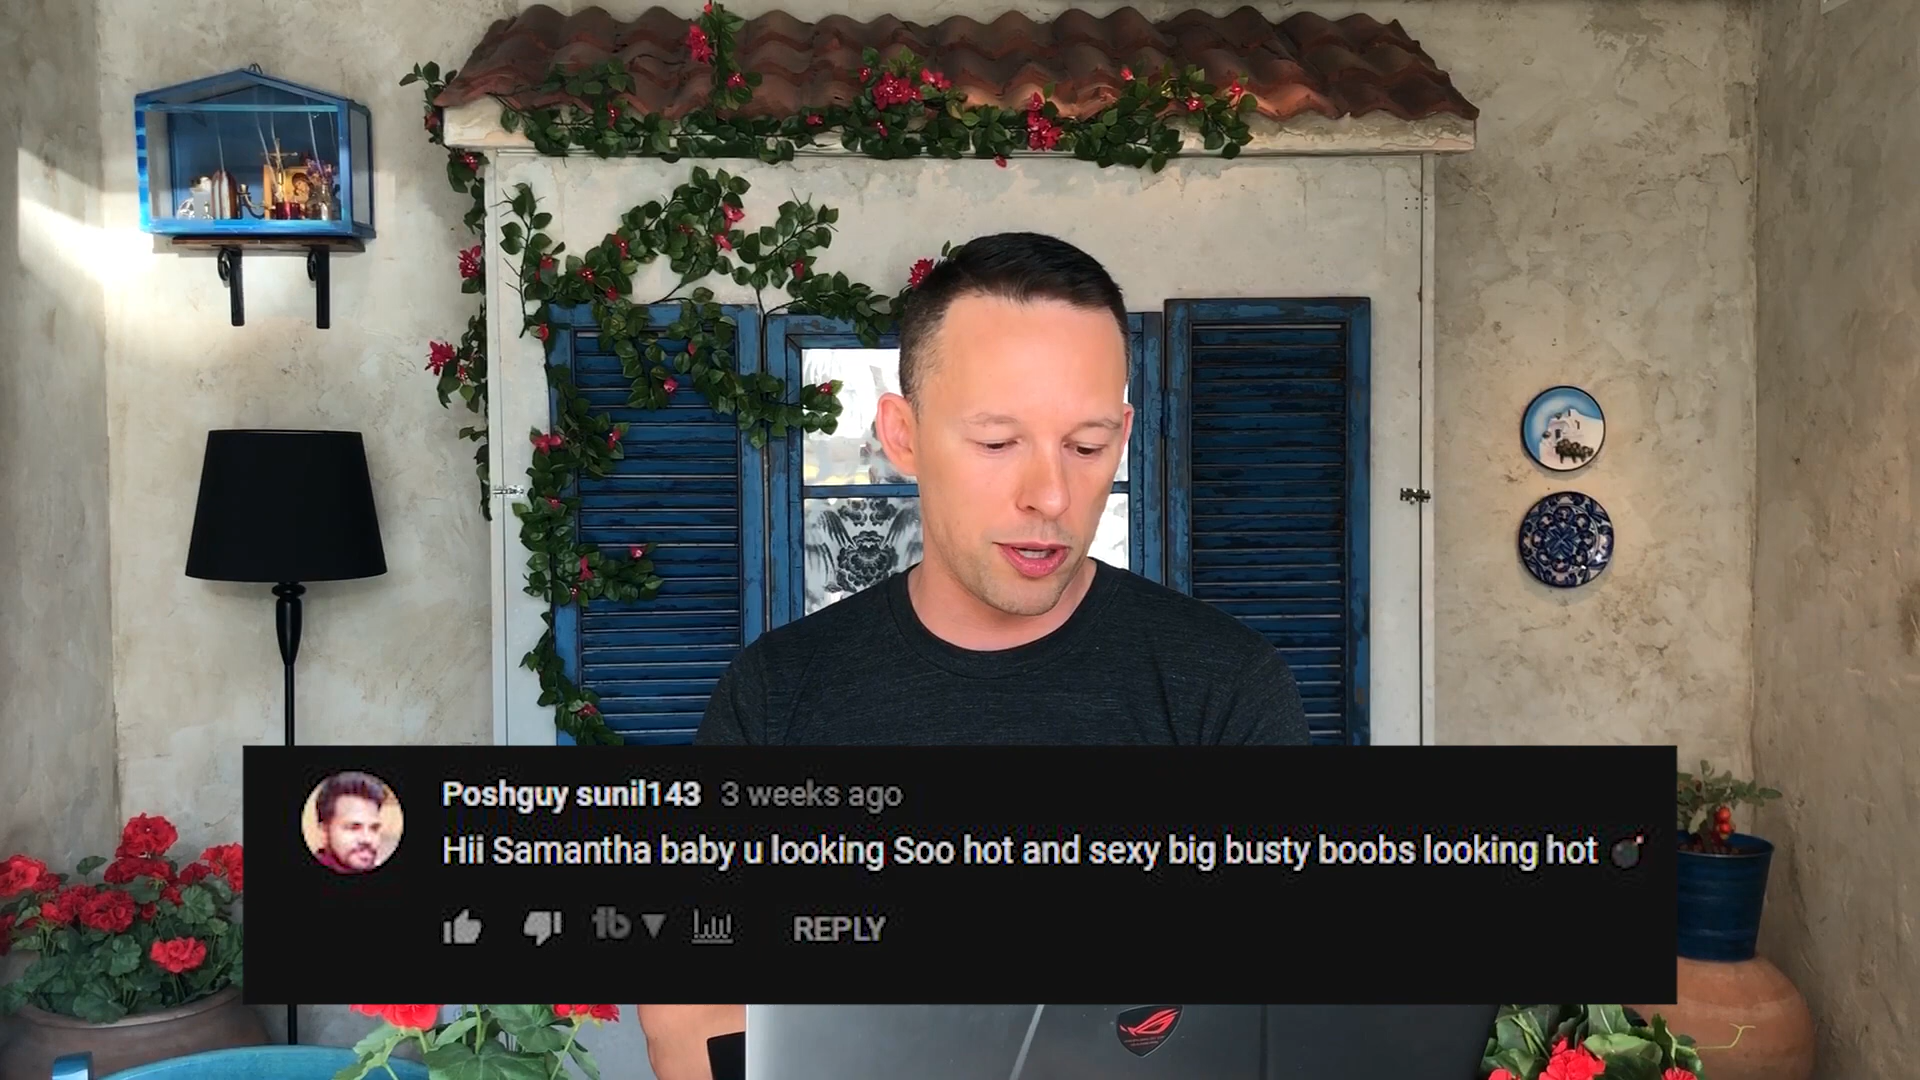 Poshguy sunil143 3 weeks ago
Hii Samantha baby u looking Soo hot and sexy big busty boobs looking hot 💣
REPLY